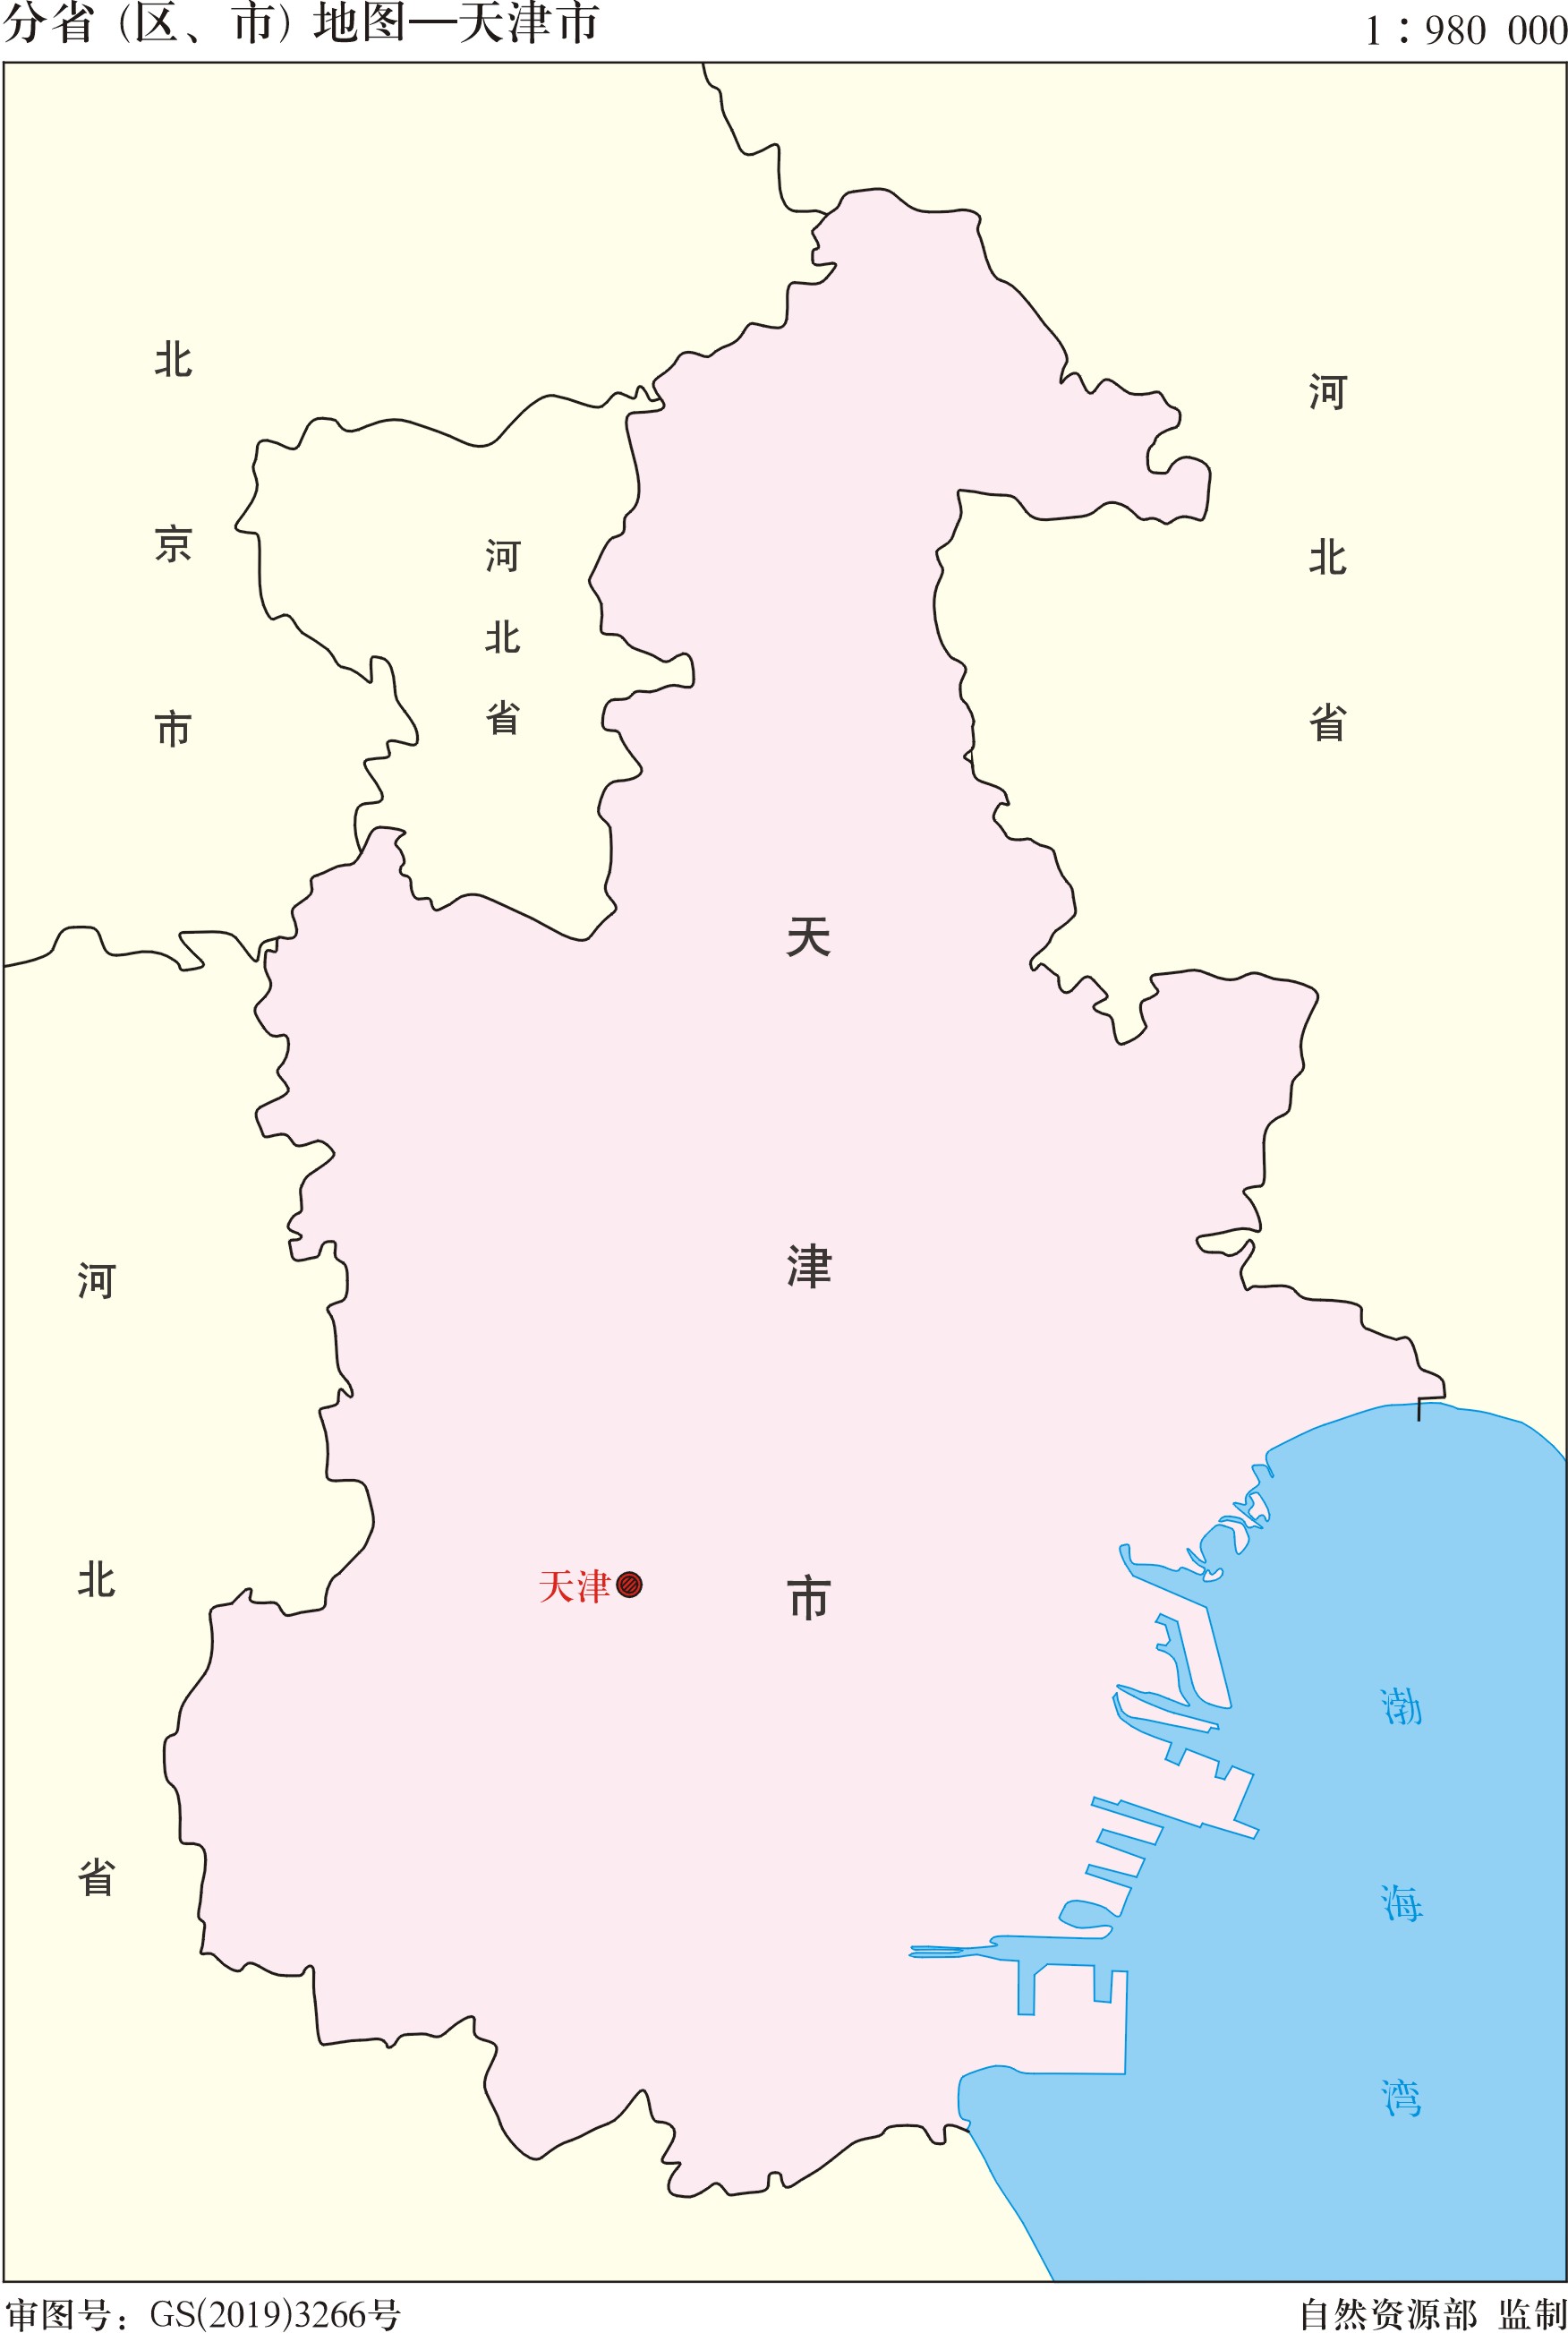 分省（区、市）地图—天津市
1：980 000
北京市
河北省
河北省
天津市
河北省
天津
渤海湾
审图号：GS(2019)3266号
自然资源部 监制